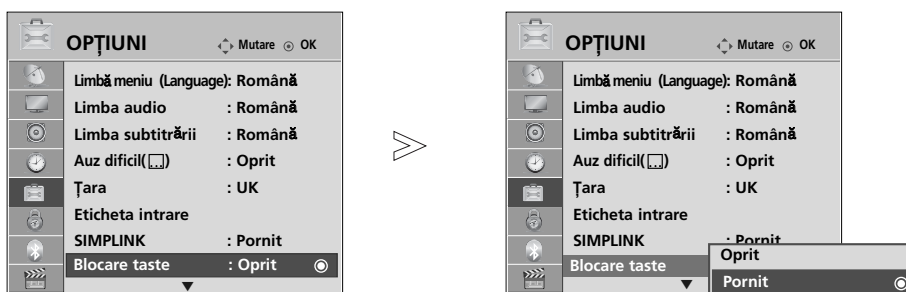 OPȚIUNI Mutare OK
Limbă meniu (Language): Română
Limba audio : Română
Limba subtitrării : Română
Auz dificil( ) : Oprit
Țara : UK
Eticheta intrare
SIMPLINK : Pornit
Blocare taste : Oprit
OPȚIUNI Mutare OK
Limbă meniu (Language): Română
Limba audio : Română
Limba subtitrării : Română
Auz dificil( ) : Oprit
Țara : UK
Eticheta intrare
SIMPLINK : Pornit
Blocare taste
Oprit
Pornit